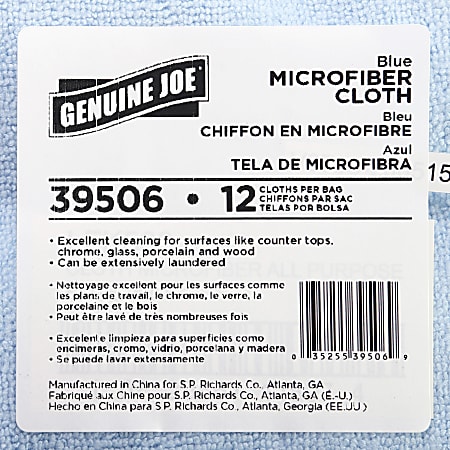 GENUINE JOE
Blue
MICROFIBER
CLOTH
Bleu
CHIFFON EN MICROFIBRE
Azul
TELA DE MICROFIBRA
15
39506 • 12 CLOTHS PER BAG
CHIFFONS PAR SAC
TELAS POR BOLSA
• Excellent cleaning for surfaces like counter tops,
chrome, glass, porcelain and wood
• Can be extensively laundered
• Nettoyage excellent pour les surfaces comme
les plans de travail, le chrome, le verre, la
porcelaine et le bois
• Peut être lavé de très nombreuses fois
• Excelente limpieza para superficies como
encimeras, cromo, vidrio, porcelana y madera
• Se puede lavar extensamente
0 35255 39506 9
Manufactured in China for S.P. Richards Co., Atlanta, GA
Fabriqué aux Chine pour S.P. Richards Co., Atlanta, GA (É.-U.)
Hecho en China para S.P. Richards Co., Atlanta, Georgia (EE.UU.)